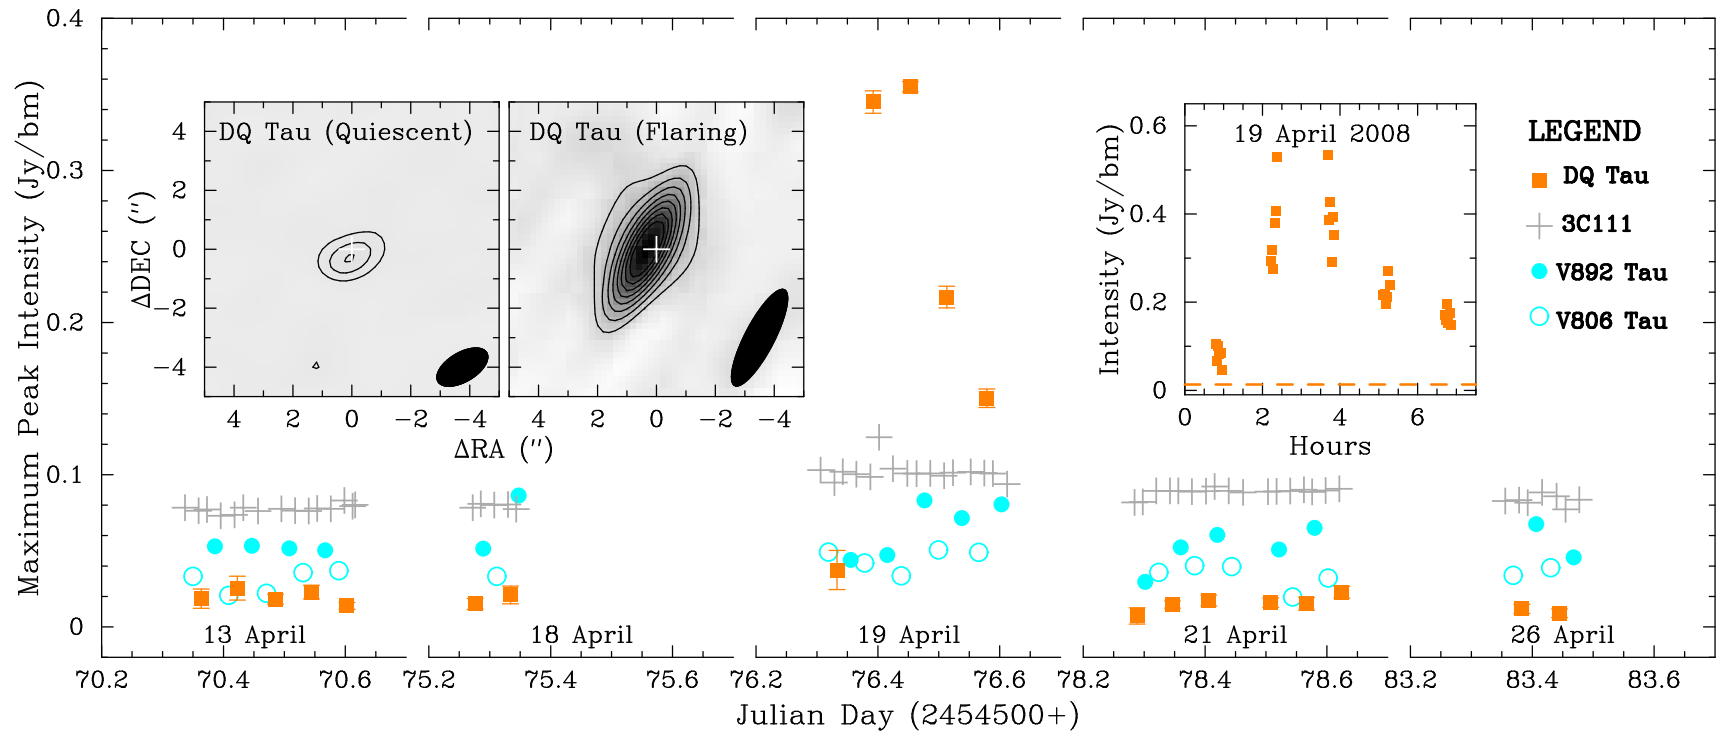 Maximum Peak Intensity (Jy/bm)
0.4
0.3
0.2
0.1
0
DQ Tau (Quiescent)
DQ Tau (Flaring)
ΔDEC (″)
4
2
0
−2
−4
4 2 0 −2 −4
4 2 0 −2 −4
ΔRA (″)
19 April 2008
Intensity (Jy/bm)
0.6
0.4
0.2
0
0 2 4 6
Hours
LEGEND
DQ Tau
3C111
V892 Tau
V806 Tau
13 April
18 April
19 April
21 April
26 April
70.2 70.4 70.6 75.2 75.4 75.6 76.2 76.4 76.6 78.2 78.4 78.6 83.2 83.4 83.6
Julian Day (2454500+)